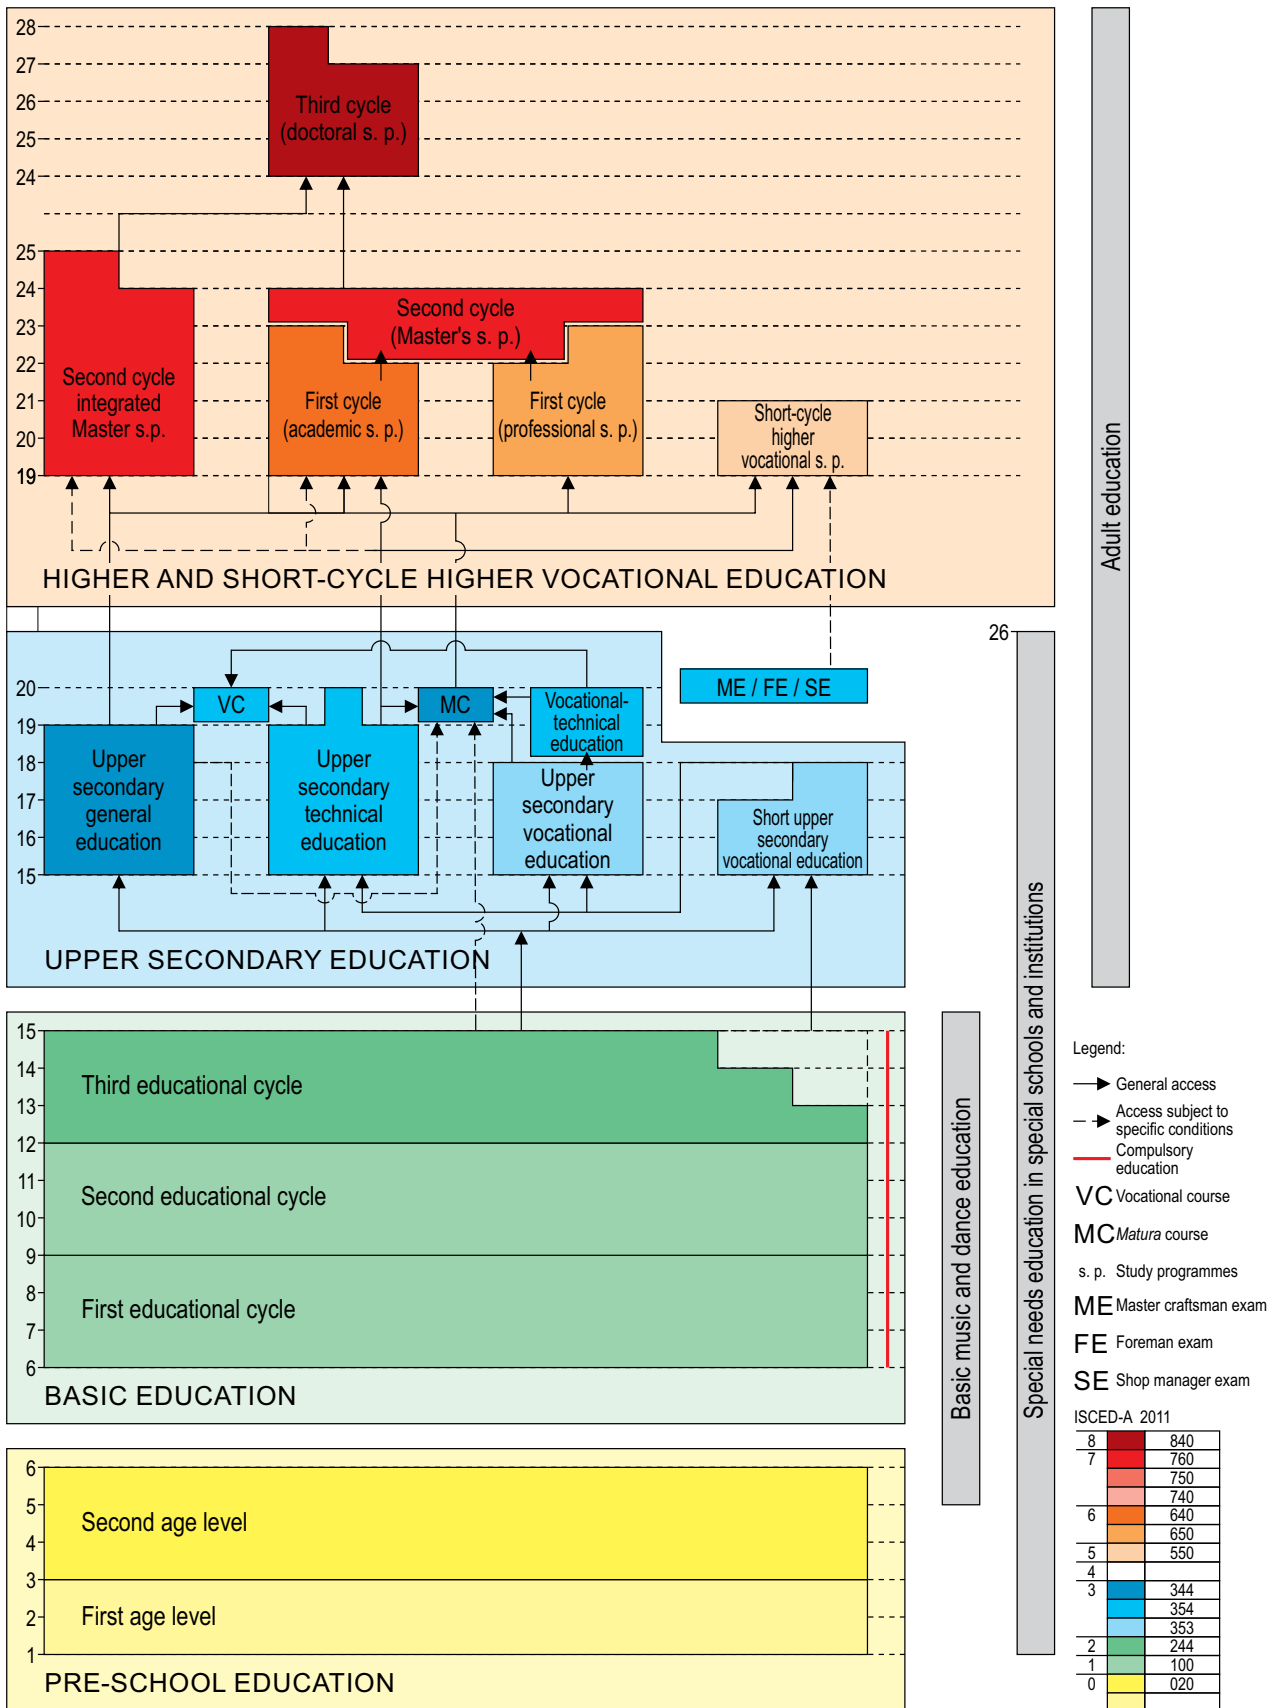 28
27
26
25
24
25
24
23
22
21
20
19
Third cycle
(doctoral s. p.)
Second cycle
(Master's s. p.)
Second cycle
integrated
Master s.p.
First cycle
(academic s. p.)
First cycle
(professional s. p.)
Short-cycle
higher
vocational s. p.
HIGHER AND SHORT-CYCLE HIGHER VOCATIONAL EDUCATION
Adult education
26
20
19
18
17
16
15
VC
MC
Vocational-
technical
education
ME / FE / SE
Upper
secondary
general
education
Upper
secondary
technical
education
Upper
secondary
vocational
education
Short upper
secondary
vocational education
UPPER SECONDARY EDUCATION
15
14
13
12
11
10
9
8
7
6
Third educational cycle
Second educational cycle
First educational cycle
BASIC EDUCATION
Basic music and dance education
Special needs education in special schools and institutions
6
5
4
3
2
1
Second age level
First age level
PRE-SCHOOL EDUCATION
Legend:
General access
Access subject to
specific conditions
Compulsory
education
VC Vocational course
MC Matura course
s. p. Study programmes
ME Master craftsman exam
FE Foreman exam
SE Shop manager exam
ISCED-A 2011
8 840
7 760
750
740
6 640
650
5 550
4
3 344
354
353
2 244
1 100
0 020